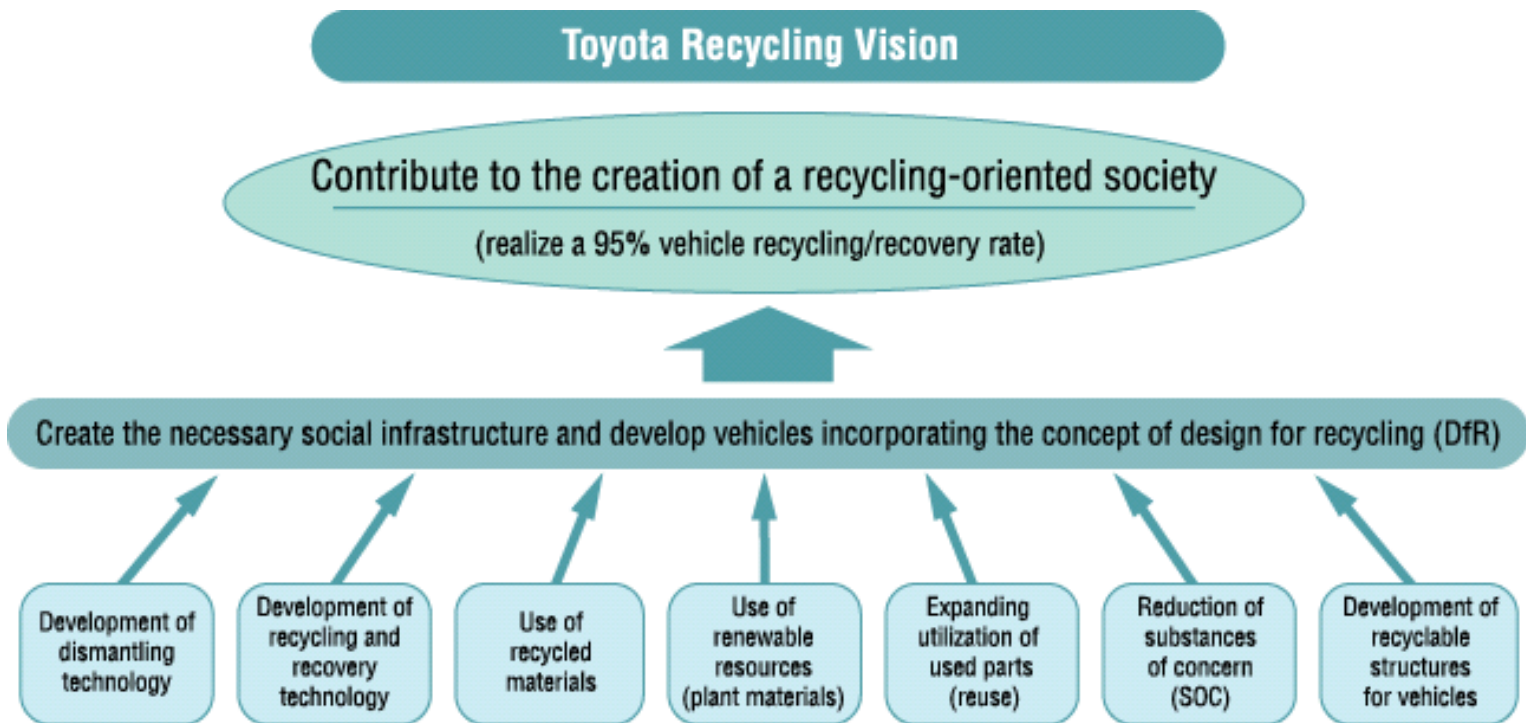 Toyota Recycling Vision
Contribute to the creation of a recycling-oriented society
(realize a 95% vehicle recycling/recovery rate)
Create the necessary social infrastructure and develop vehicles incorporating the concept of design for recycling (DfR)
Development of
dismantling
technology
Development of
recycling and
recovery
technology
Use of
recycled
materials
Use of
renewable
resources
(plant materials)
Expanding
utilization of
used parts
(reuse)
Reduction of
substances
of concern
(SOC)
Development of
recyclable
structures
for vehicles